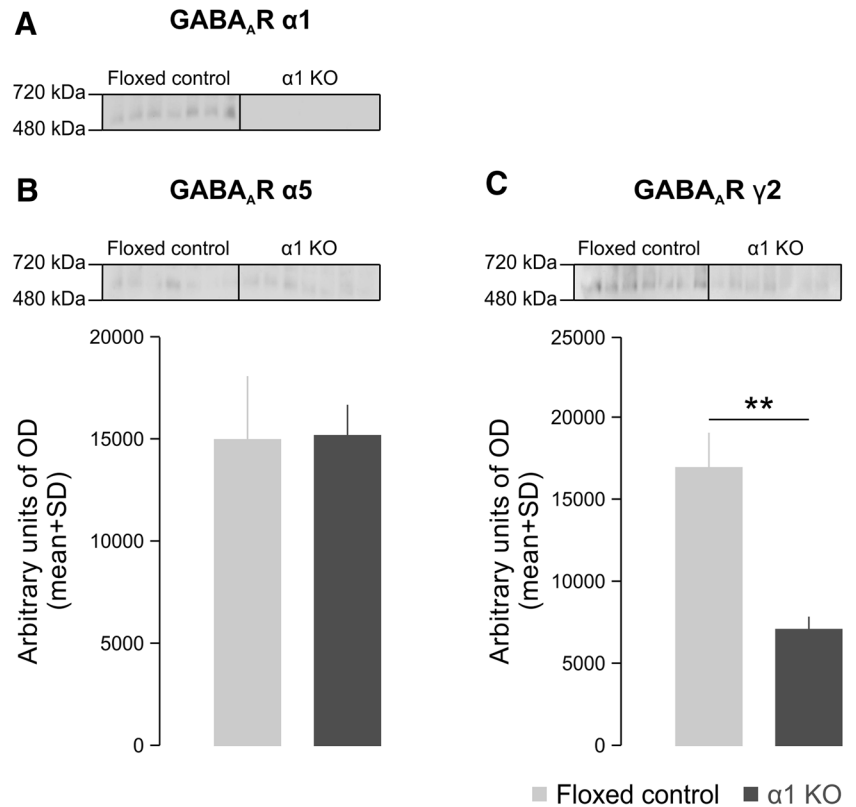 A
GABAAR α1
Floxed control α1 KO
720 kDa
480 kDa
B
GABAAR α5
Floxed control α1 KO
720 kDa
480 kDa
20000
15000
10000
5000
0
Arbitrary units of OD
(mean+SD)
C
GABAAR γ2
Floxed control α1 KO
720 kDa
480 kDa
25000
20000
15000
10000
5000
0
Arbitrary units of OD
(mean+SD)
**
Floxed control α1 KO